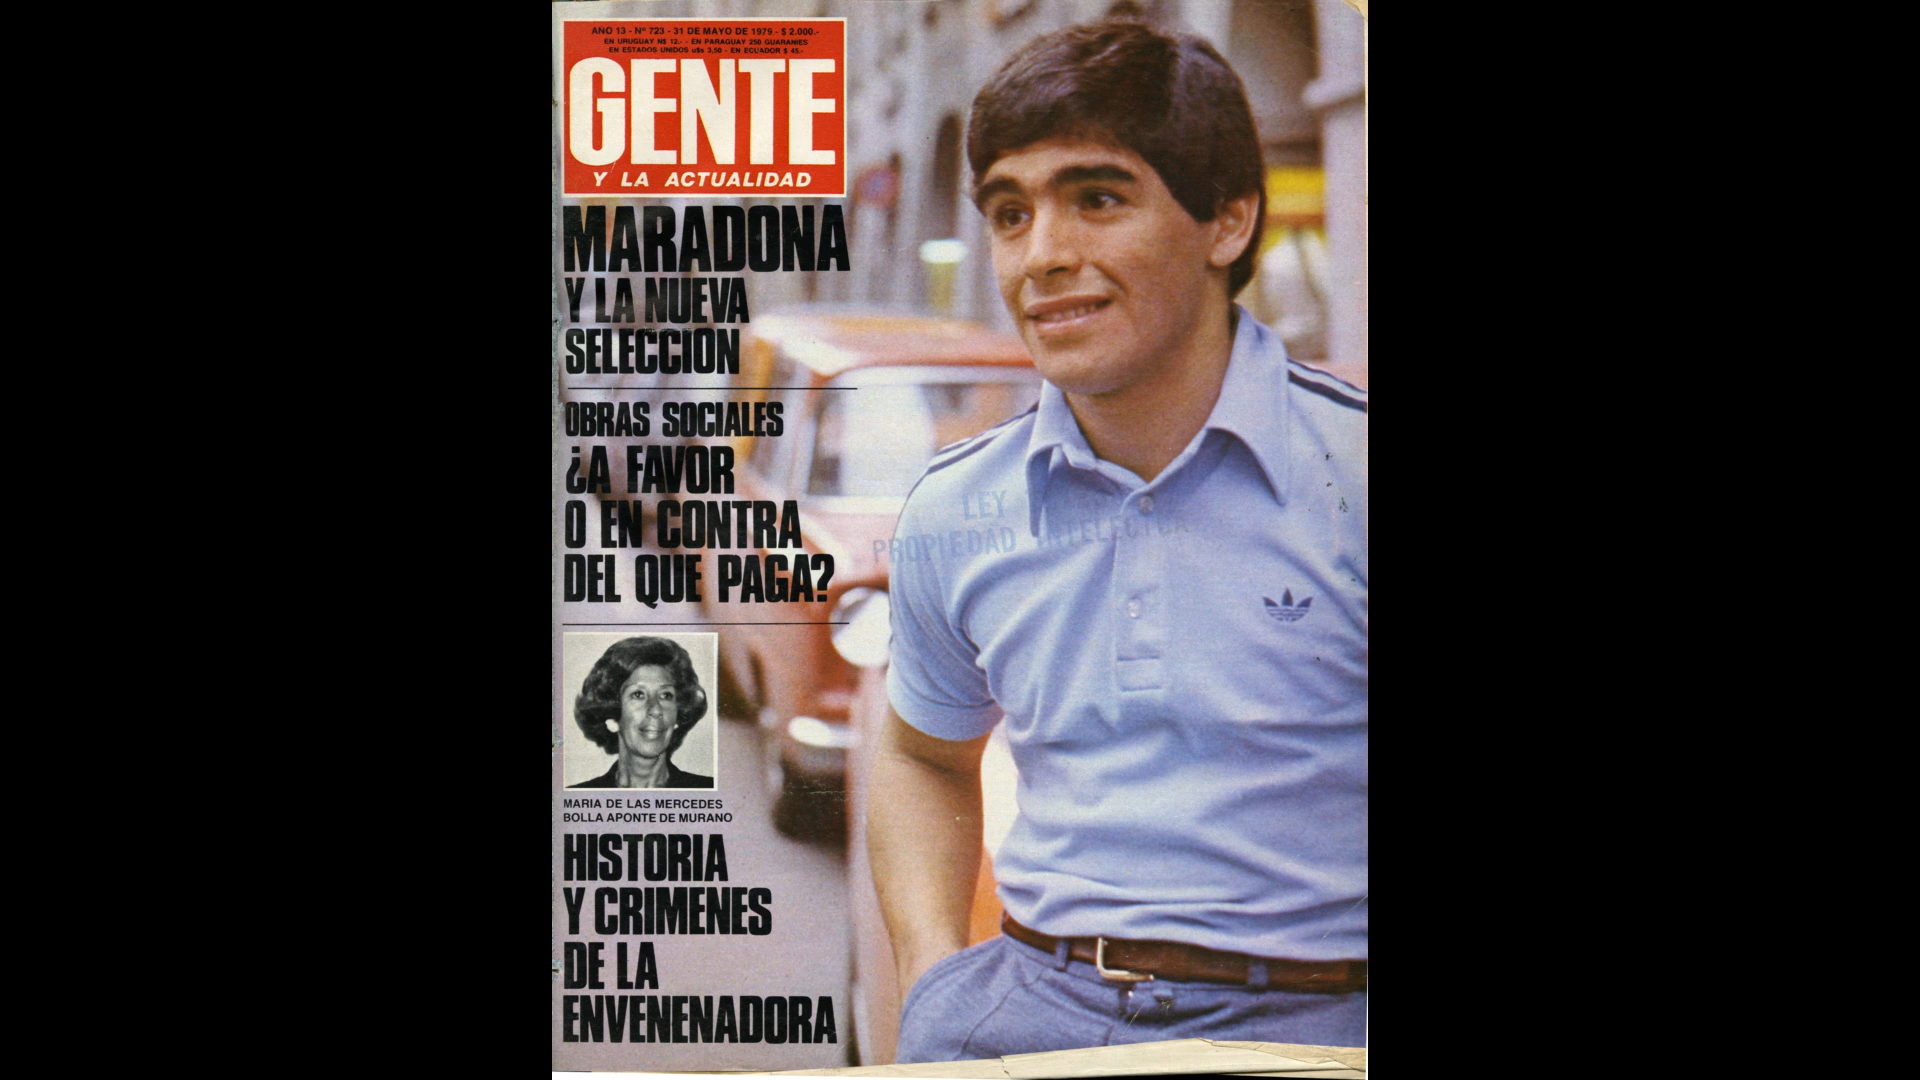 AÑO 13 - Nº 723 - 31 DE MAYO DE 1979 - $ 2.000.-
EN URUGUAY N$ 12.- - EN PARAGUAY 250 GUARANIES
EN ESTADOS UNIDOS u$s 3,50 - EN ECUADOR $ 45.-
GENTE
Y LA ACTUALIDAD
MARADONA
Y LA NUEVA
SELECCION
OBRAS SOCIALES
¿A FAVOR
O EN CONTRA
DEL QUE PAGA?
LEY
PROPIEDAD INTELECTUA
MARIA DE LAS MERCEDES
BOLLA APONTE DE MURANO
HISTORIA
Y CRIMENES
DE LA
ENVENENADORA